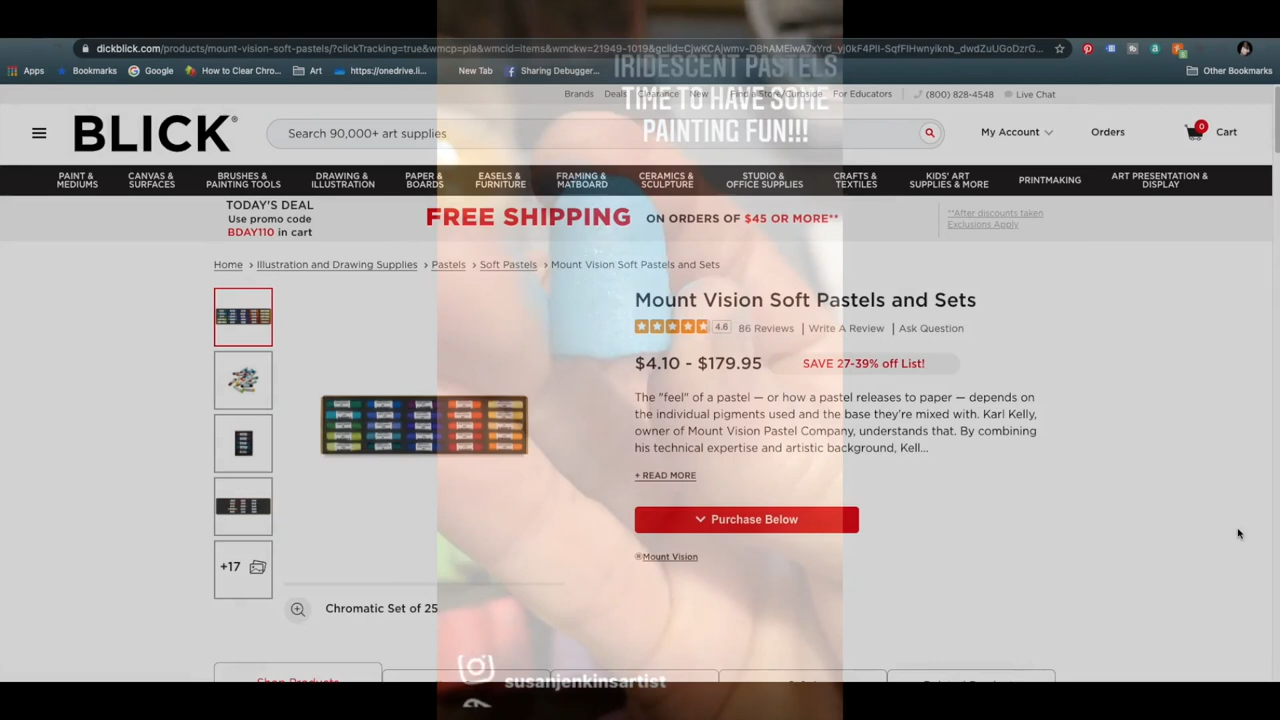 dickblick.com/products/mount-vision-soft-pastels/?clickTracking=true&wmcp=pla&wmcid=items&wmckw=21949-1019&gclid=
IRIDESCENT PASTELS
TIME TO HAVE SOME
PAINTING FUN!!!
Apps
Bookmarks
Google
How to Clear Chro...
Art
https://onedrive.li...
New Tab
Sharing Debugger...
Other Bookmarks
Brands
Deals
Clearance
New
Find a Store/Curbside
For Educators
(800) 828-4548
Live Chat
BLICK®
Search 90,000+ art supplies
My Account
Orders
0
Cart
PAINT & MEDIUMS
CANVAS & SURFACES
BRUSHES & PAINTING TOOLS
DRAWING & ILLUSTRATION
PAPER & BOARDS
EASELS & FURNITURE
FRAMING & MATBOARD
CERAMICS & SCULPTURE
STUDIO & OFFICE SUPPLIES
CRAFTS & TEXTILES
KIDS' ART SUPPLIES & MORE
PRINTMAKING
ART PRESENTATION & DISPLAY
TODAY'S DEAL
Use promo code
BDAY110 in cart
FREE SHIPPING ON ORDERS OF $45 OR MORE**
**After discounts taken
Exclusions Apply
Home > Illustration and Drawing Supplies > Pastels > Soft Pastels > Mount Vision Soft Pastels and Sets
Mount Vision Soft Pastels and Sets
4.6 86 Reviews | Write A Review | Ask Question
$4.10 - $179.95
SAVE 27-39% off List!
The "feel" of a pastel — or how a pastel releases to paper — depends on
the individual pigments used and the base they're mixed with. Karl Kelly,
owner of Mount Vision Pastel Company, understands that. By combining
his technical expertise and artistic background, Kell...
+ READ MORE
Purchase Below
®Mount Vision
+17
Chromatic Set of 25
Shop Products
susanjenkinsartist